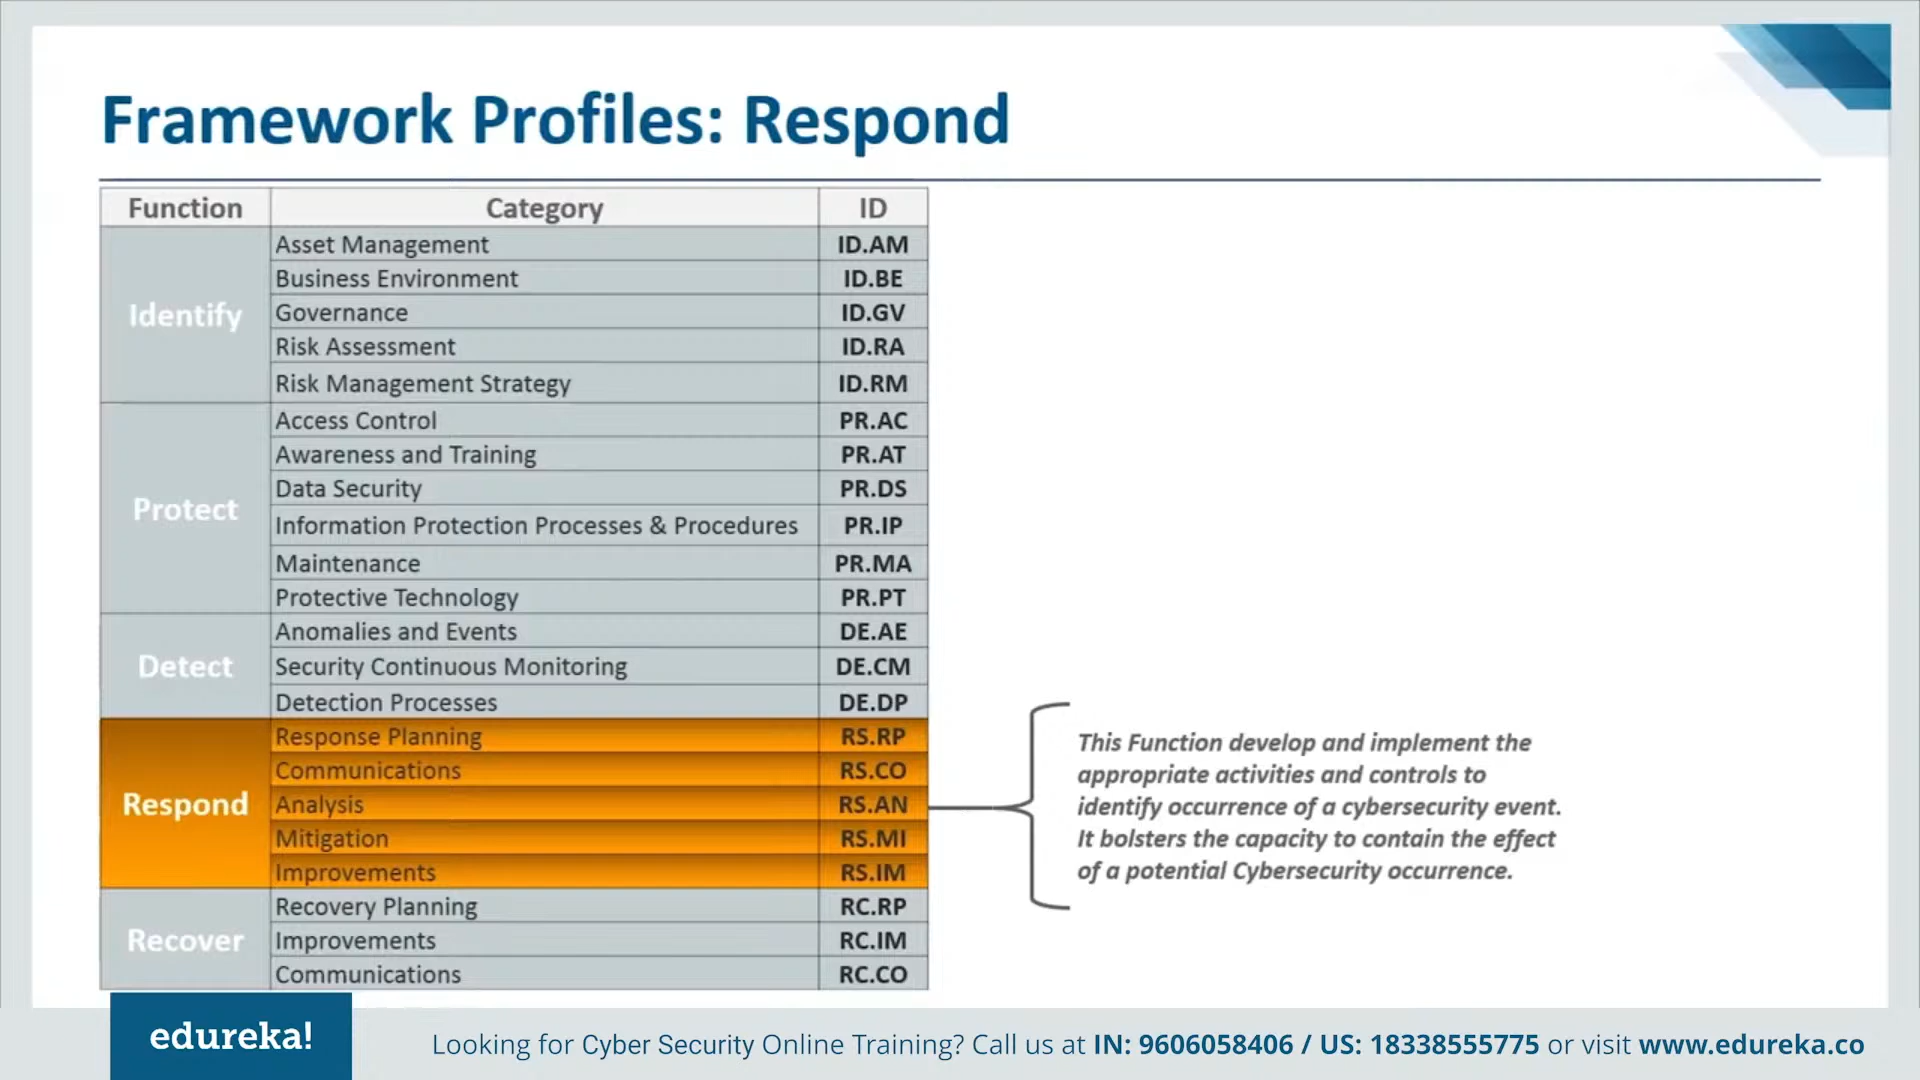 Framework Profiles: Respond
Function Category ID
Identify
Asset Management ID.AM
Business Environment ID.BE
Governance ID.GV
Risk Assessment ID.RA
Risk Management Strategy ID.RM
Protect
Access Control PR.AC
Awareness and Training PR.AT
Data Security PR.DS
Information Protection Processes & Procedures PR.IP
Maintenance PR.MA
Protective Technology PR.PT
Detect
Anomalies and Events DE.AE
Security Continuous Monitoring DE.CM
Detection Processes DE.DP
Respond
Response Planning RS.RP
Communications RS.CO
Analysis RS.AN
Mitigation RS.MI
Improvements RS.IM
Recover
Recovery Planning RC.RP
Improvements RC.IM
Communications RC.CO
This Function develop and implement the
appropriate activities and controls to
identify occurrence of a cybersecurity event.
It bolsters the capacity to contain the effect
of a potential Cybersecurity occurrence.
edureka!
Looking for Cyber Security Online Training? Call us at IN: 9606058406 / US: 18338555775 or visit www.edureka.co